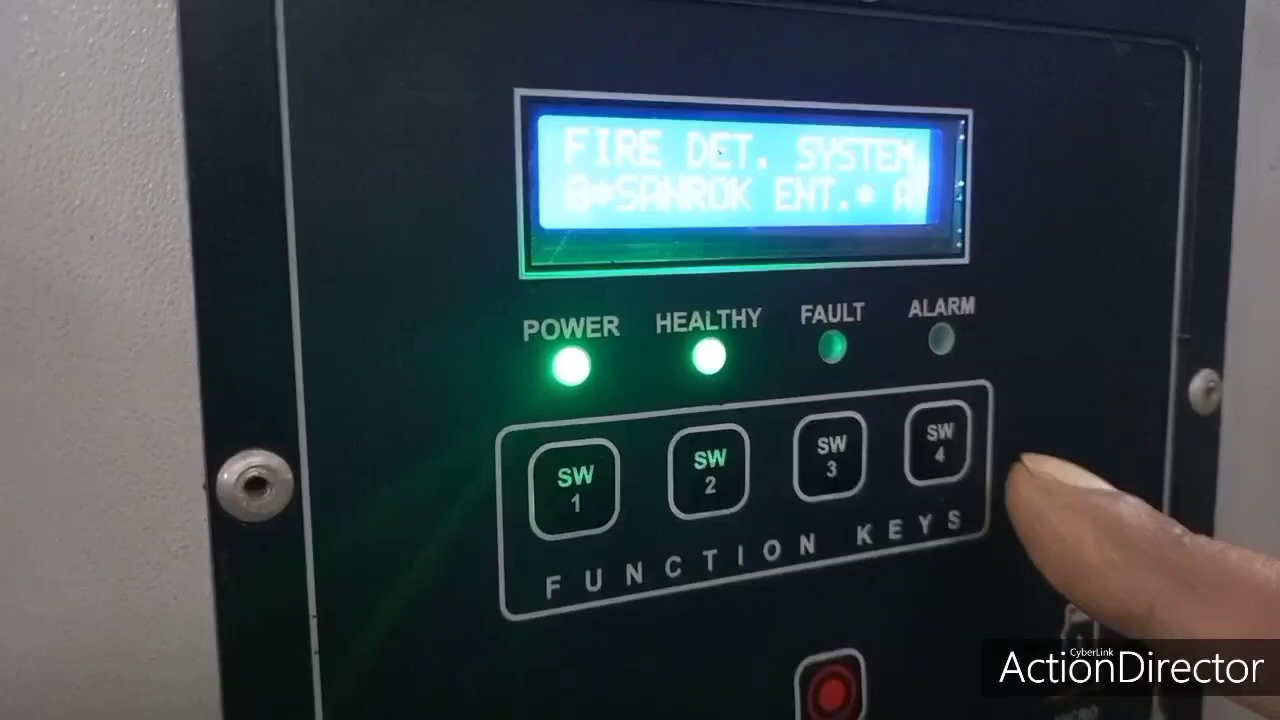 FIRE DET. SYSTEM
*SANROK ENT.* A
POWER
HEALTHY
FAULT
ALARM
SW
1
SW
2
SW
3
SW
4
FUNCTION KEYS
CyberLink
ActionDirector